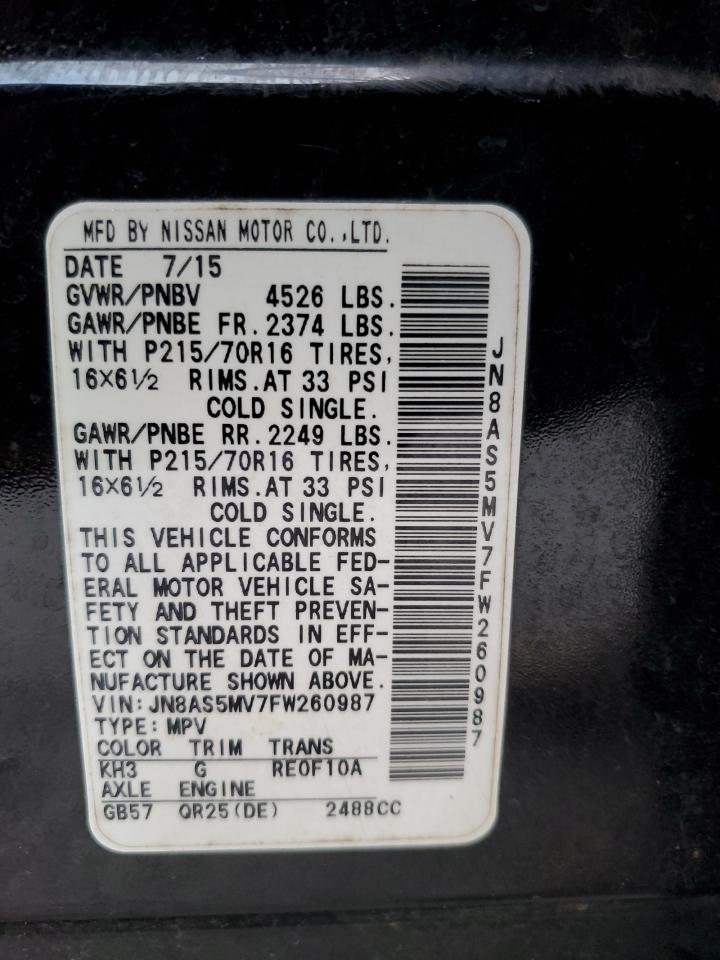 MFD BY NISSAN MOTOR CO.,LTD.
DATE 7/15
GVWR/PNBV 4526 LBS.
GAWR/PNBE FR.2374 LBS.
WITH P215/70R16 TIRES,
16×6½ RIMS.AT 33 PSI
COLD SINGLE.
GAWR/PNBE RR.2249 LBS.
WITH P215/70R16 TIRES,
16×6½ RIMS.AT 33 PSI
COLD SINGLE.
THIS VEHICLE CONFORMS
TO ALL APPLICABLE FED-
ERAL MOTOR VEHICLE SA-
FETY AND THEFT PREVEN-
TION STANDARDS IN EFF-
ECT ON THE DATE OF MA-
NUFACTURE SHOWN ABOVE.
VIN:JN8AS5MV7FW260987
TYPE:MPV
COLOR TRIM TRANS
KH3 G RE0F10A
AXLE ENGINE
GB57 QR25(DE) 2488CC
JN8AS5MV7FW260987